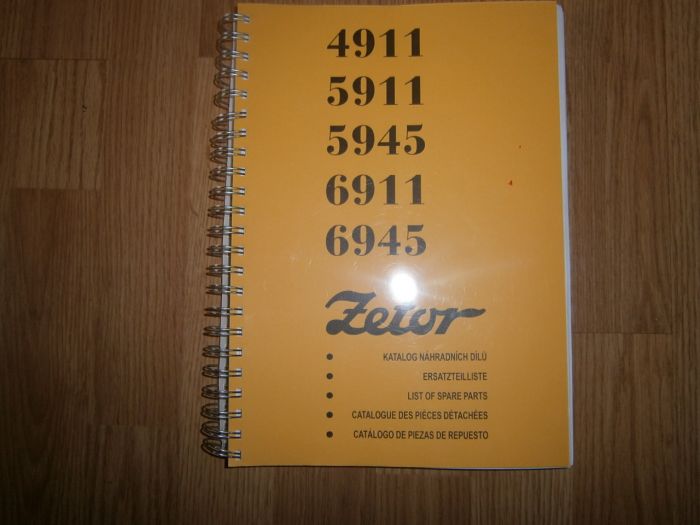 4911
5911
5945
6911
6945
Zetor
• KATALOG NÁHRADNÍCH DÍLŮ
• ERSATZTEILLISTE
• LIST OF SPARE PARTS
• CATALOGUE DES PIÈCES DÉTACHÉES
• CATÁLOGO DE PIEZAS DE REPUESTO